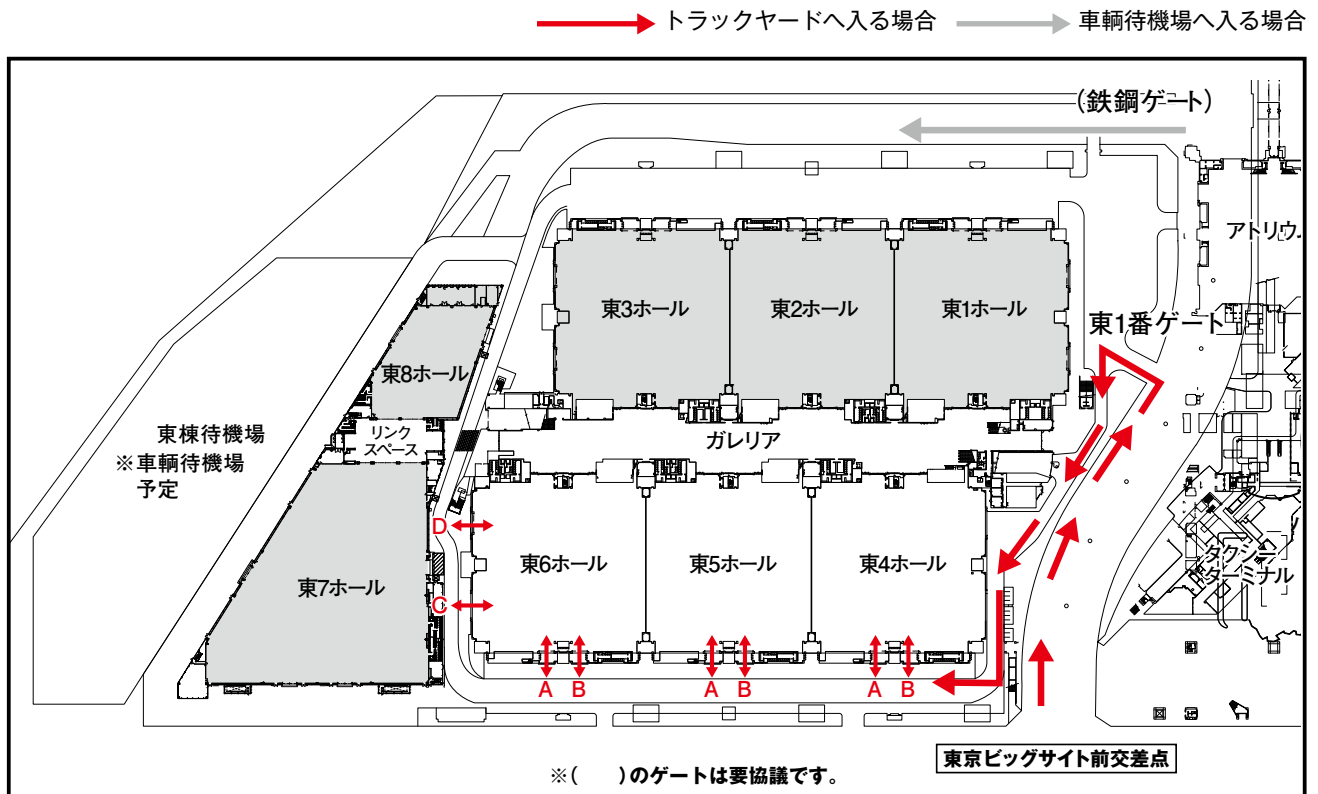 トラックヤードへ入る場合 車輌待機場へ入る場合
(鉄鋼ゲート)
アトリウ
東3ホール 東2ホール 東1ホール
東1番ゲート
東8ホール
東棟待機場
※車輌待機場
予定
リンク
スペース
ガレリア
D
東7ホール
東6ホール 東5ホール 東4ホール
タクシー
ターミナル
C
A B A B A B
東京ビッグサイト前交差点
※(　　)のゲートは要協議です。